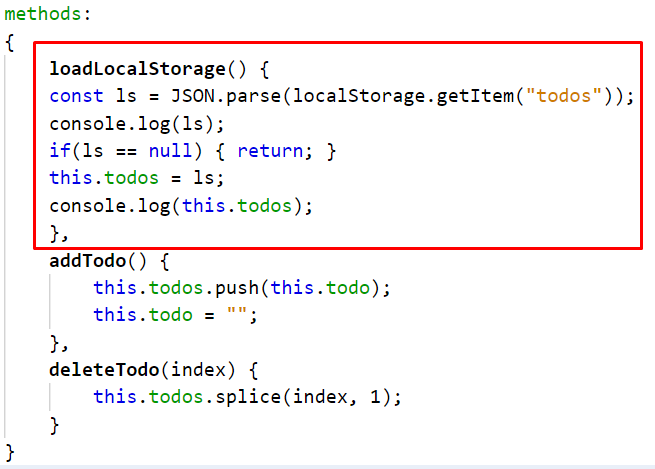 methods:
{
loadLocalStorage() {
const ls = JSON.parse(localStorage.getItem("todos"));
console.log(ls);
if(ls == null) { return; }
this.todos = ls;
console.log(this.todos);
},
addTodo() {
this.todos.push(this.todo);
this.todo = "";
},
deleteTodo(index) {
this.todos.splice(index, 1);
}
}